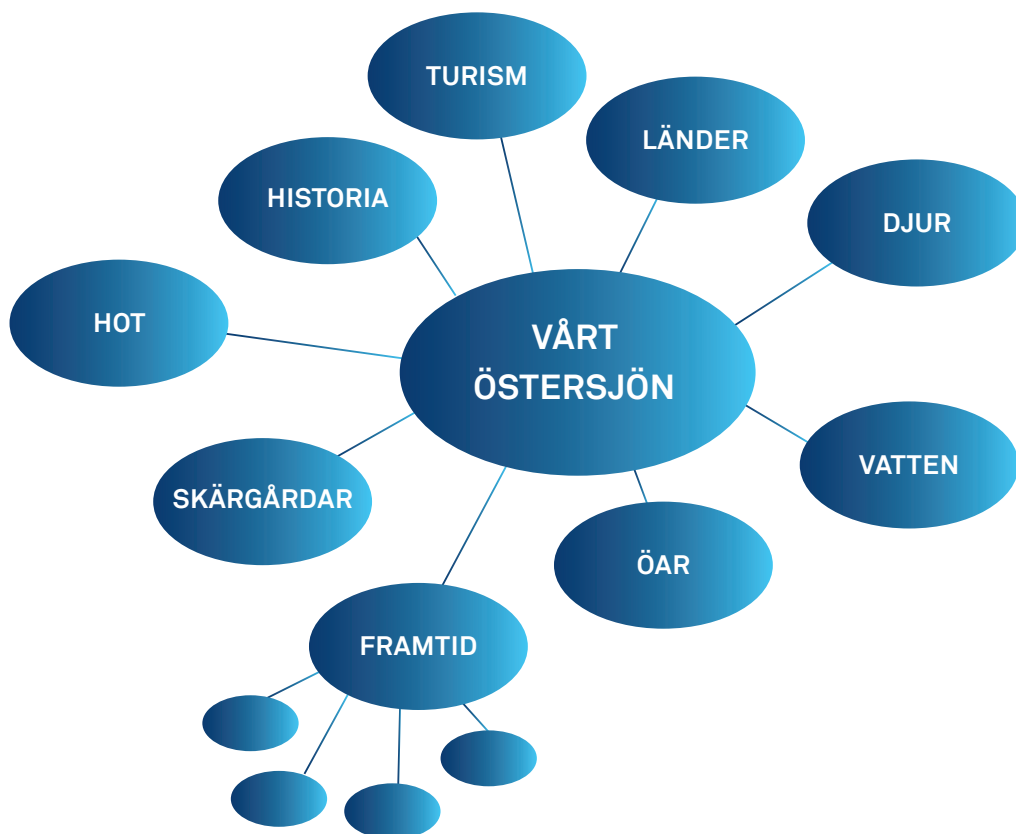 TURISM
LÄNDER
HISTORIA
DJUR
HOT
VÅRT
ÖSTERSJÖN
VATTEN
SKÄRGÅRDAR
ÖAR
FRAMTID